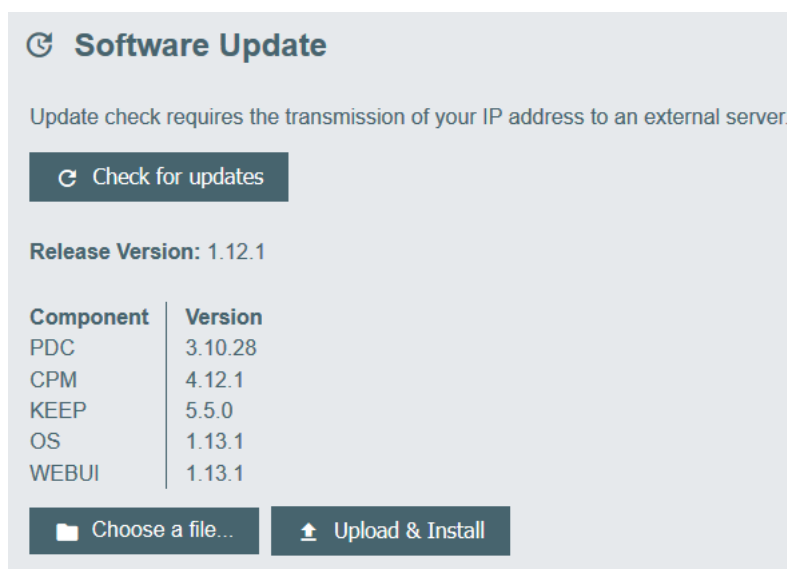 Software Update
Update check requires the transmission of your IP address to an external server.
Check for updates
Release Version: 1.12.1
Component Version
PDC 3.10.28
CPM 4.12.1
KEEP 5.5.0
OS 1.13.1
WEBUI 1.13.1
Choose a file... Upload & Install